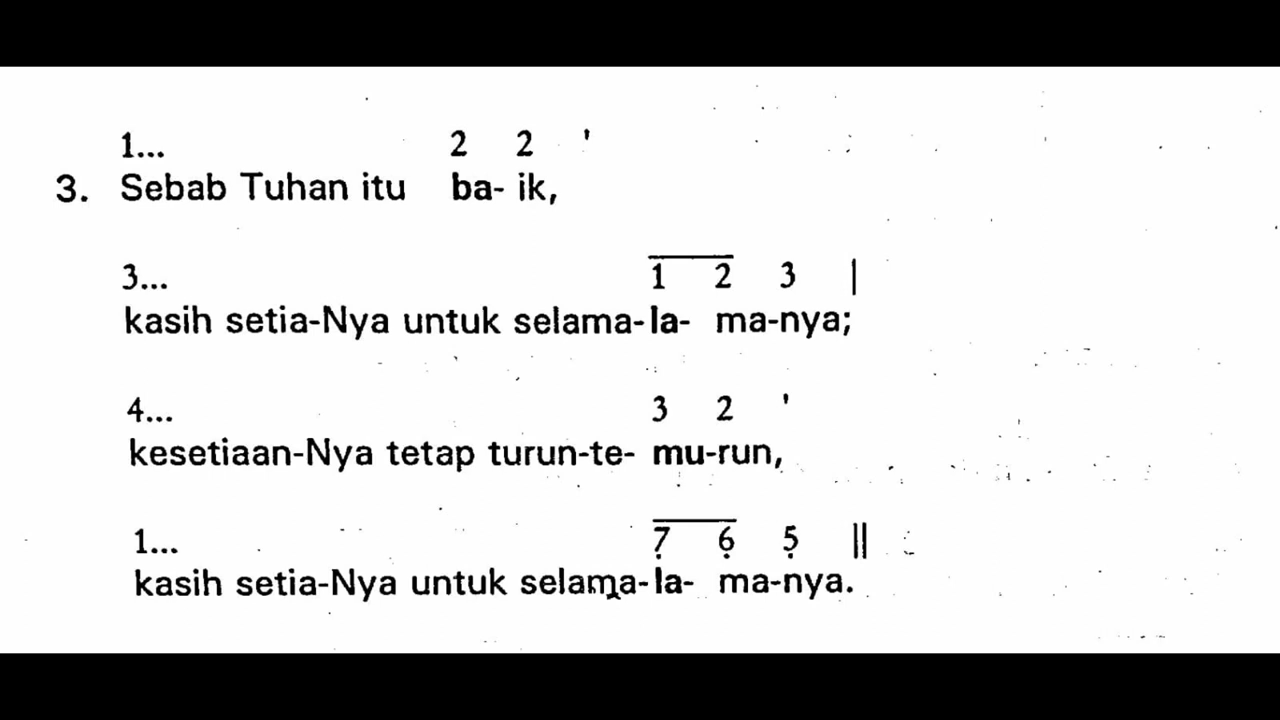 1... 2 2 '
3. Sebab Tuhan itu ba- ik,
3... 1 2 3 |
kasih setia-Nya untuk selama-la- ma-nya;
4... 3 2 '
kesetiaan-Nya tetap turun-te- mu-run,
1... 7̣ 6̣ 5̣ ||
kasih setia-Nya untuk selama-la- ma-nya.